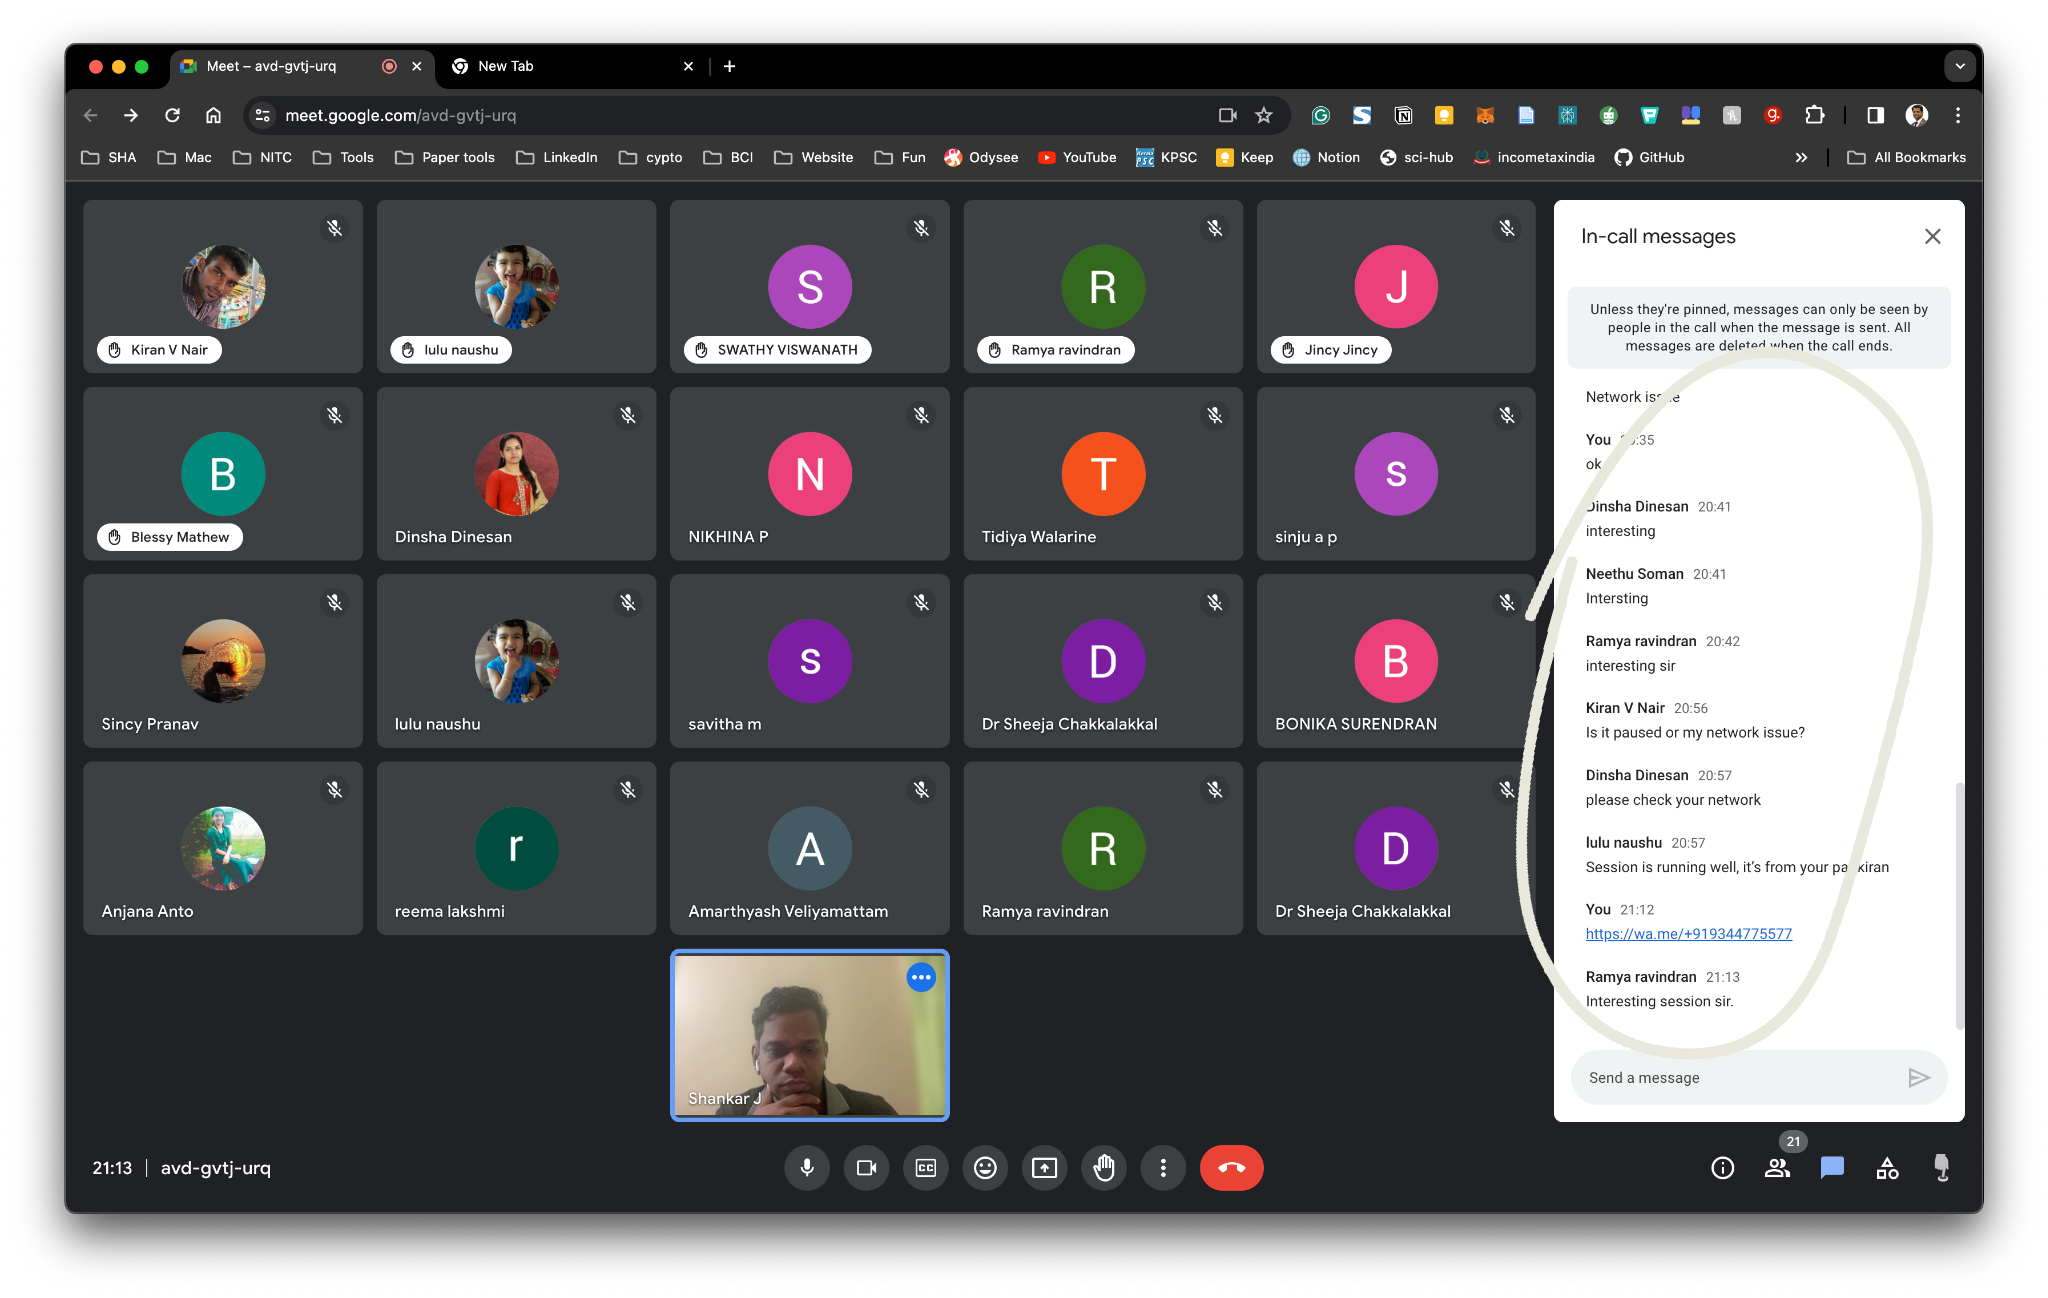 Meet – avd-gvtj-urq
New Tab
meet.google.com/avd-gvtj-urq
SHA Mac NITC Tools Paper tools LinkedIn cypto BCI Website Fun Odysee YouTube KPSC Keep Notion sci-hub incometaxindia GitHub » All Bookmarks
Kiran V Nair
lulu naushu
S
SWATHY VISWANATH
R
Ramya ravindran
J
Jincy Jincy
B
Blessy Mathew
Dinsha Dinesan
N
NIKHINA P
T
Tidiya Walarine
s
sinju a p
Sincy Pranav
lulu naushu
s
savitha m
D
Dr Sheeja Chakkalakkal
B
BONIKA SURENDRAN
Anjana Anto
r
reema lakshmi
A
Amarthyash Veliyamattam
R
Ramya ravindran
D
Dr Sheeja Chakkalakkal
Shankar J
In-call messages
Unless they're pinned, messages can only be seen by
people in the call when the message is sent. All
messages are deleted when the call ends.
Network issue
You
ok
Dinsha Dinesan 20:41
interesting
Neethu Soman 20:41
Intersting
Ramya ravindran 20:42
interesting sir
Kiran V Nair 20:56
Is it paused or my network issue?
Dinsha Dinesan 20:57
please check your network
lulu naushu 20:57
Session is running well, it's from your kiran
You 21:12
https://wa.me/+919344775577
Ramya ravindran 21:13
Interesting session sir.
Send a message
21:13 | avd-gvtj-urq
CC
21